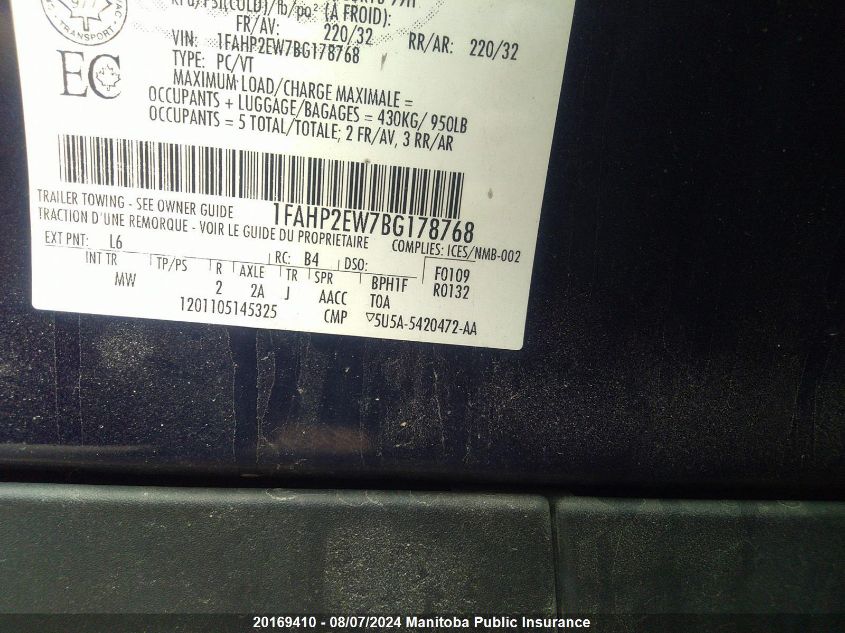 TRANSPORT
KPG/PSI(COLD)/lb/po² (À FROID):
FR/AV: 220/32 RR/AR: 220/32
VIN: 1FAHP2EW7BG178768
TYPE: PC/VT
EC
MAXIMUM LOAD/CHARGE MAXIMALE =
OCCUPANTS + LUGGAGE/BAGAGES = 430KG/ 950LB
OCCUPANTS = 5 TOTAL/TOTALE; 2 FR/AV, 3 RR/AR
TRAILER TOWING - SEE OWNER GUIDE 1FAHP2EW7BG178768
TRACTION D'UNE REMORQUE - VOIR LE GUIDE DU PROPRIETAIRE COMPLIES: ICES/NMB-002
EXT PNT: L6 RC: B4 DSO: F0109
INT TR TP/PS R AXLE TR SPR BPH1F R0132
MW 2 2A J AACC TOA
1201105145325 CMP ▽5U5A-5420472-AA
20169410 - 08/07/2024 Manitoba Public Insurance